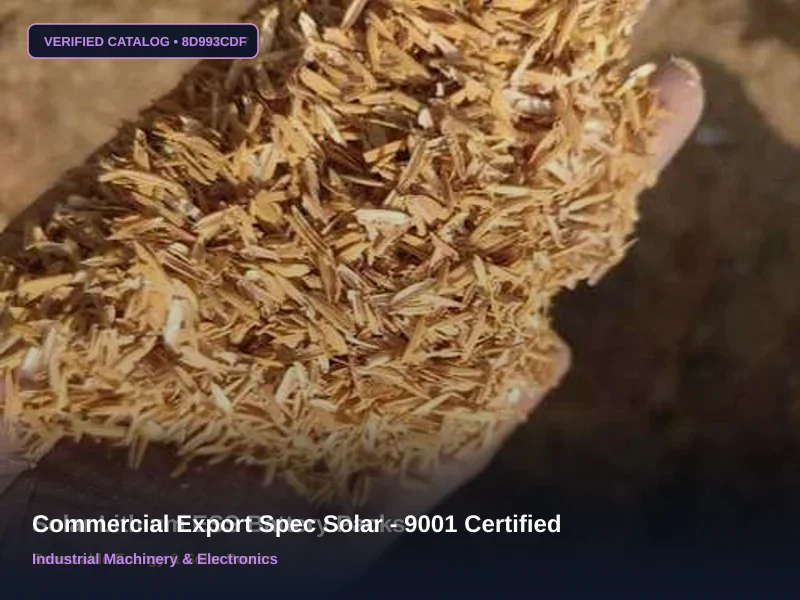 VERIFIED CATALOG • 8D993CDF
Commercial Export Spec Solar - 9001 Certified
Industrial Machinery & Electronics